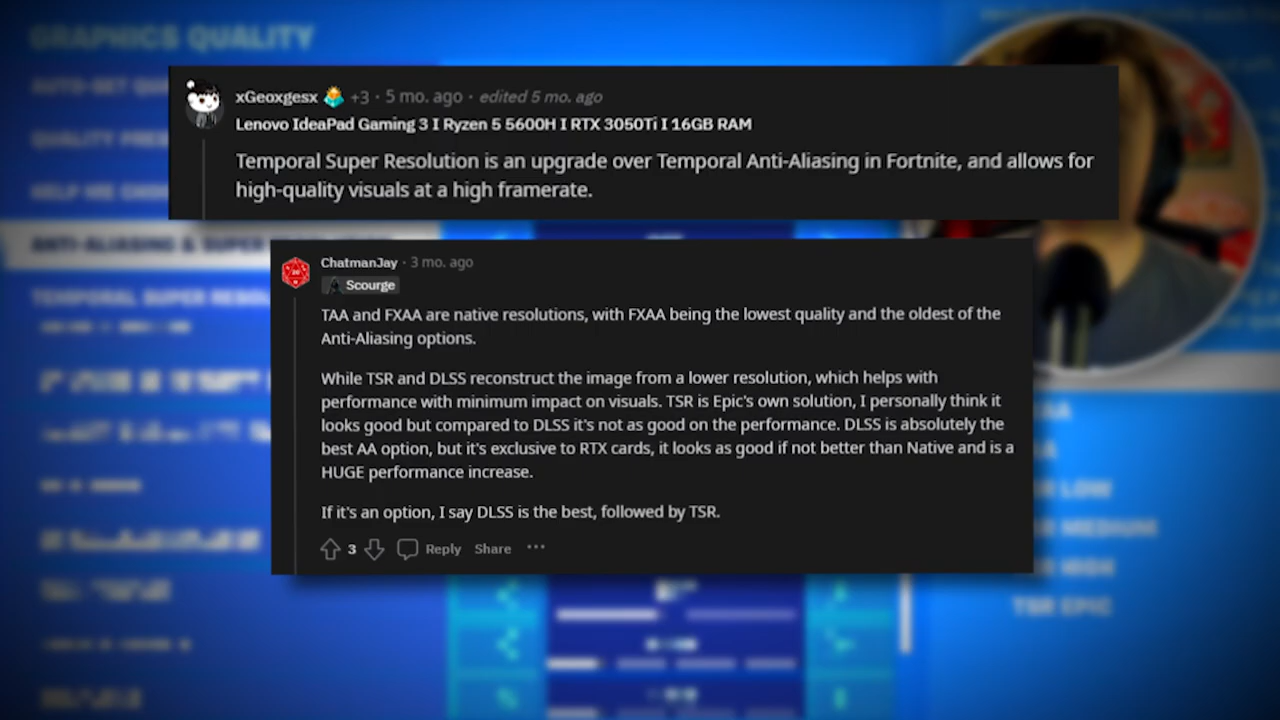 GRAPHICS QUALITY
xGeoxgesx +3 · 5 mo. ago · edited 5 mo. ago
Lenovo IdeaPad Gaming 3 I Ryzen 5 5600H I RTX 3050Ti I 16GB RAM
Temporal Super Resolution is an upgrade over Temporal Anti-Aliasing in Fortnite, and allows for
high-quality visuals at a high framerate.
ChatmanJay · 3 mo. ago
Scourge
TAA and FXAA are native resolutions, with FXAA being the lowest quality and the oldest of the
Anti-Aliasing options.
While TSR and DLSS reconstruct the image from a lower resolution, which helps with
performance with minimum impact on visuals. TSR is Epic's own solution, I personally think it
looks good but compared to DLSS it's not as good on the performance. DLSS is absolutely the
best AA option, but it's exclusive to RTX cards, it looks as good if not better than Native and is a
HUGE performance increase.
If it's an option, I say DLSS is the best, followed by TSR.
3 Reply Share ···
LOW
MEDIUM
HIGH
TSR EPIC